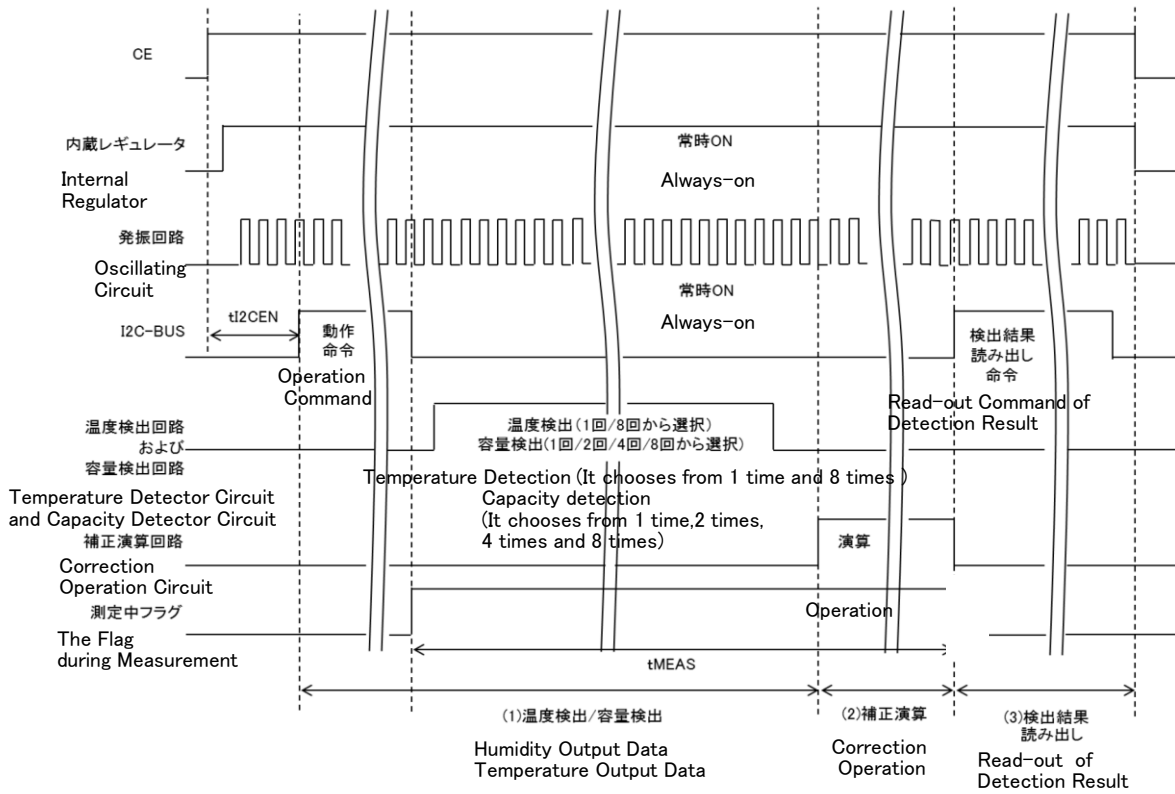 CE
内蔵レギュレータ
Internal
Regulator
常時ON
Always-on
発振回路
Oscillating
Circuit
常時ON
Always-on
I2C-BUS
tI2CEN
動作
命令
Operation
Command
検出結果
読み出し
命令
Read-out Command of
Detection Result
温度検出回路
および
容量検出回路
Temperature Detector Circuit
and Capacity Detector Circuit
温度検出(1回/8回から選択)
容量検出(1回/2回/4回/8回から選択)
Temperature Detection (It chooses from 1 time and 8 times )
Capacity detection
(It chooses from 1 time,2 times,
4 times and 8 times)
補正演算回路
Correction
Operation Circuit
演算
Operation
測定中フラグ
The Flag
during Measurement
tMEAS
(1)温度検出/容量検出
Humidity Output Data
Temperature Output Data
(2)補正演算
Correction
Operation
(3)検出結果
読み出し
Read-out of
Detection Result